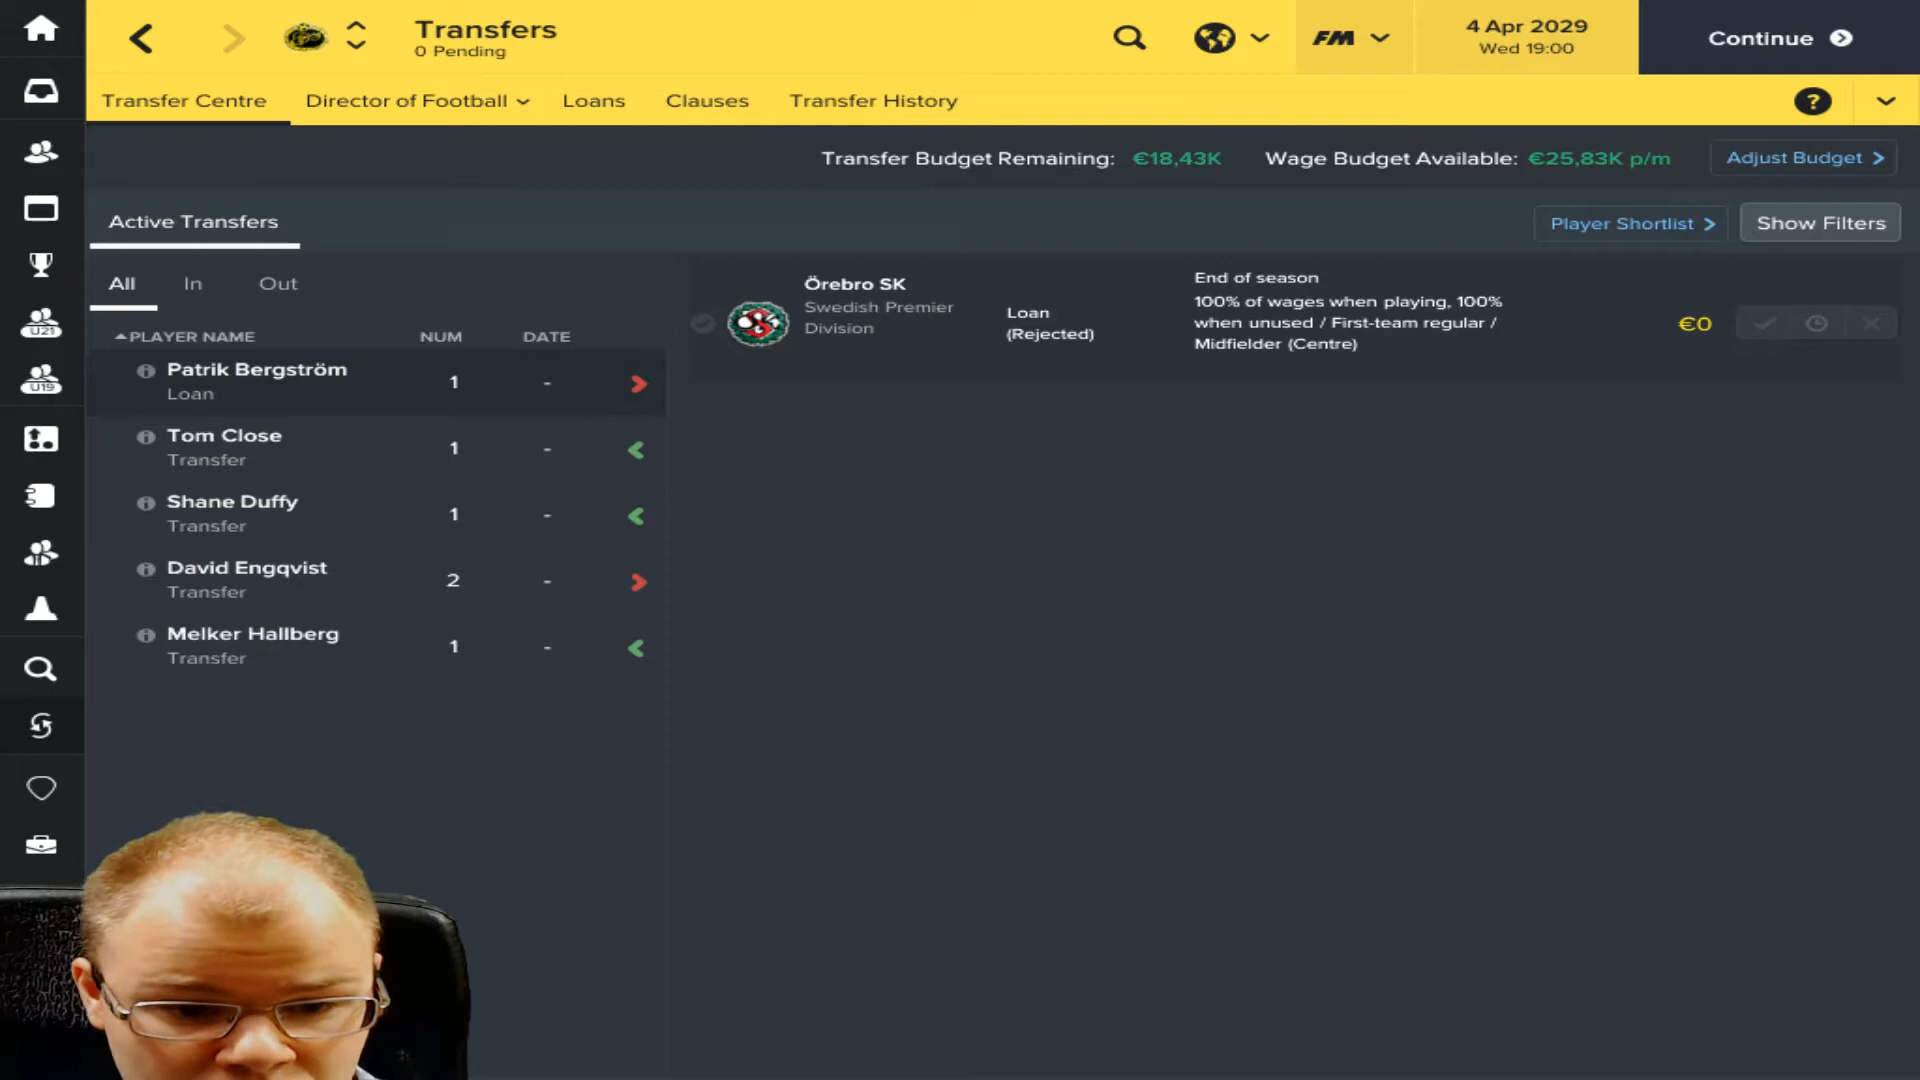 Transfers
0 Pending
FM
4 Apr 2029
Wed 19:00
Continue
Transfer Centre
Director of Football
Loans
Clauses
Transfer History
?
Transfer Budget Remaining: €18,43K
Wage Budget Available: €25,83K p/m
Adjust Budget
Active Transfers
Player Shortlist
Show Filters
All
In
Out
PLAYER NAME
NUM
DATE
Patrik Bergström
Loan
1
-
Tom Close
Transfer
1
-
Shane Duffy
Transfer
1
-
David Engqvist
Transfer
2
-
Melker Hallberg
Transfer
1
-
Örebro SK
Swedish Premier
Division
Loan
(Rejected)
End of season
100% of wages when playing, 100%
when unused / First-team regular /
Midfielder (Centre)
€0
U21
U19